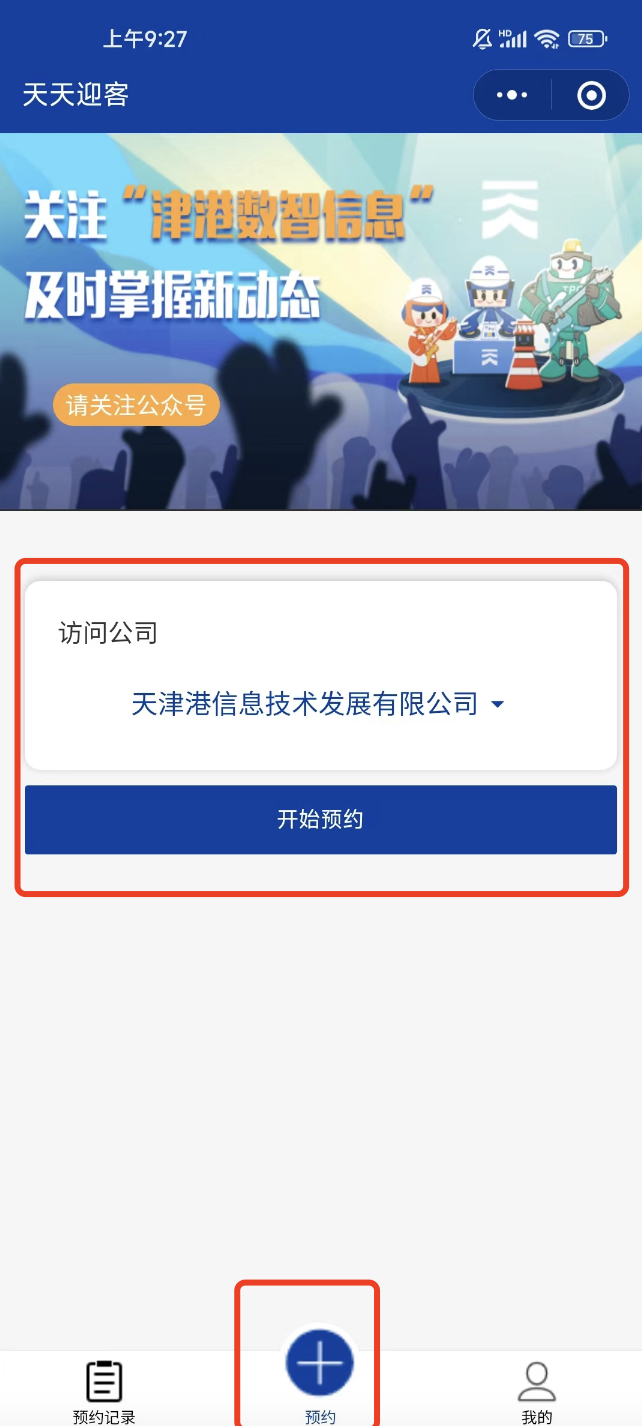 上午9:27
HD
75
天天迎客
关注“津港数智信息”
及时掌握新动态
TPG
请关注公众号
访问公司
天津港信息技术发展有限公司
开始预约
预约记录
预约
我的